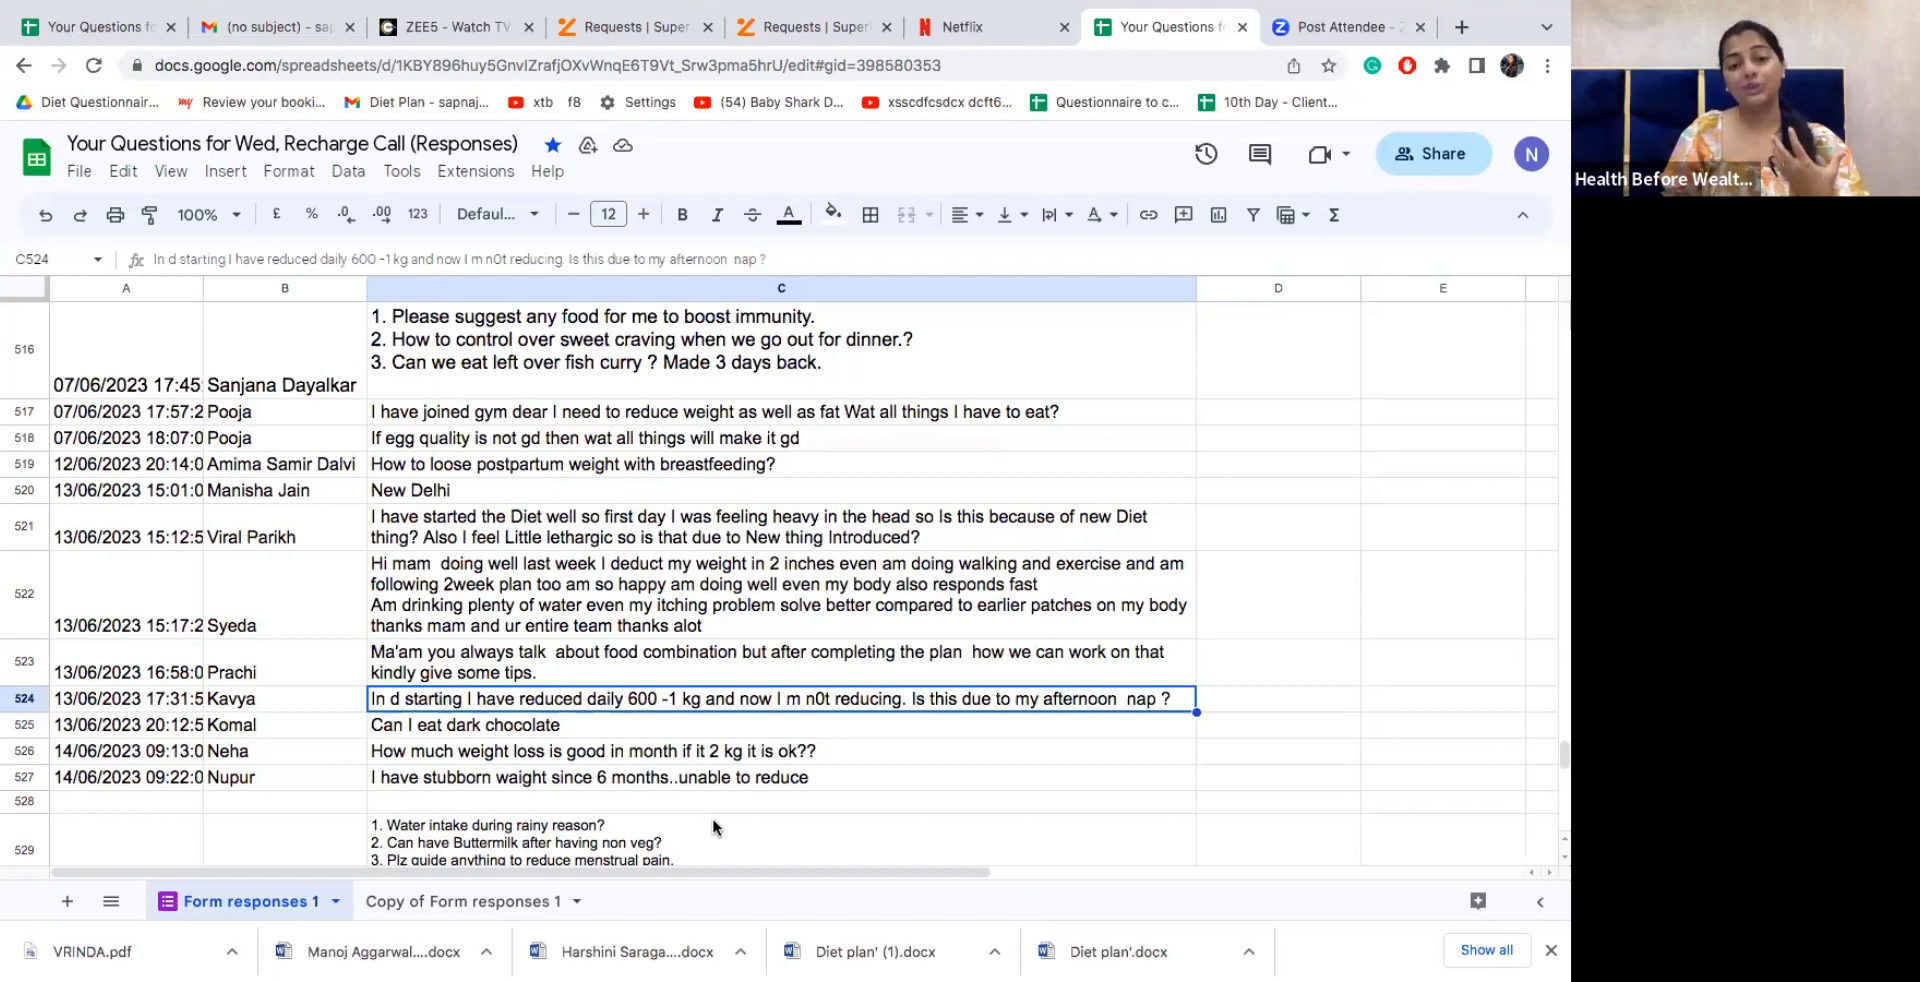 Your Questions fo
(no subject) - sap
ZEE5 - Watch TV
Requests | Super
Requests | Super
Netflix
Your Questions fo
Post Attendee - Z
docs.google.com/spreadsheets/d/1KBY896huy5GnvlZrafjOXvWnqE6T9Vt_Srw3pma5hrU/edit#gid=398580353
Diet Questionnair...
my Review your booki...
Diet Plan - sapnaj...
xtb f8
Settings
(54) Baby Shark D...
xsscdfcsdcx dcft6...
Questionnaire to c...
10th Day - Client...
Your Questions for Wed, Recharge Call (Responses)
File Edit View Insert Format Data Tools Extensions Help
Share
N
100% £ % .0 .00 123 Defaul... 12 B I A
C524 fx In d starting I have reduced daily 600 -1 kg and now I m n0t reducing. Is this due to my afternoon nap ?
A B C D E
516
07/06/2023 17:45: Sanjana Dayalkar
1. Please suggest any food for me to boost immunity.
2. How to control over sweet craving when we go out for dinner.?
3. Can we eat left over fish curry ? Made 3 days back.
517 07/06/2023 17:57:2 Pooja I have joined gym dear I need to reduce weight as well as fat Wat all things I have to eat?
518 07/06/2023 18:07:0 Pooja If egg quality is not gd then wat all things will make it gd
519 12/06/2023 20:14:0 Amima Samir Dalvi How to loose postpartum weight with breastfeeding?
520 13/06/2023 15:01:0 Manisha Jain New Delhi
521 13/06/2023 15:12:5 Viral Parikh
I have started the Diet well so first day I was feeling heavy in the head so Is this because of new Diet
thing? Also I feel Little lethargic so is that due to New thing Introduced?
522 13/06/2023 15:17:2 Syeda
Hi mam doing well last week I deduct my weight in 2 inches even am doing walking and exercise and am
following 2week plan too am so happy am doing well even my body also responds fast
Am drinking plenty of water even my itching problem solve better compared to earlier patches on my body
thanks mam and ur entire team thanks alot
523 13/06/2023 16:58:0 Prachi
Ma'am you always talk about food combination but after completing the plan how we can work on that
kindly give some tips.
524 13/06/2023 17:31:5 Kavya In d starting I have reduced daily 600 -1 kg and now I m n0t reducing. Is this due to my afternoon nap ?
525 13/06/2023 20:12:5 Komal Can I eat dark chocolate
526 14/06/2023 09:13:0 Neha How much weight loss is good in month if it 2 kg it is ok??
527 14/06/2023 09:22:0 Nupur I have stubborn waight since 6 months..unable to reduce
528
529
1. Water intake during rainy reason?
2. Can have Buttermilk after having non veg?
3. Plz guide anything to reduce menstrual pain.
Form responses 1
Copy of Form responses 1
VRINDA.pdf
Manoj Aggarwal....docx
Harshini Saraga....docx
Diet plan' (1).docx
Diet plan'.docx
Show all
Health Before Wealt...